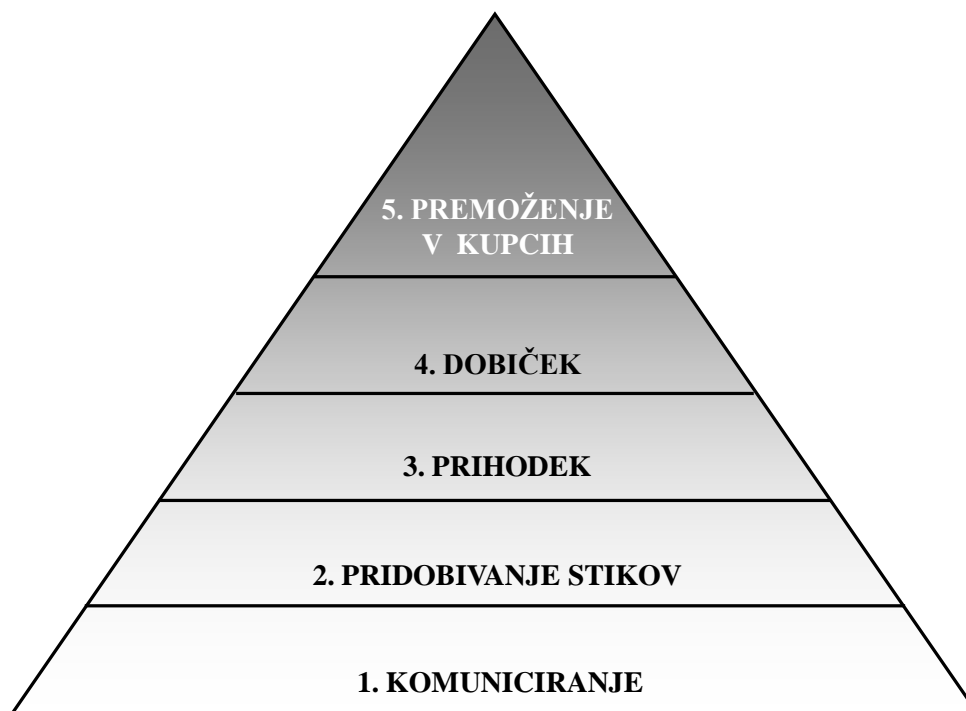 5. PREMOŽENJE
V KUPCIH
4. DOBIČEK
3. PRIHODEK
2. PRIDOBIVANJE STIKOV
1. KOMUNICIRANJE